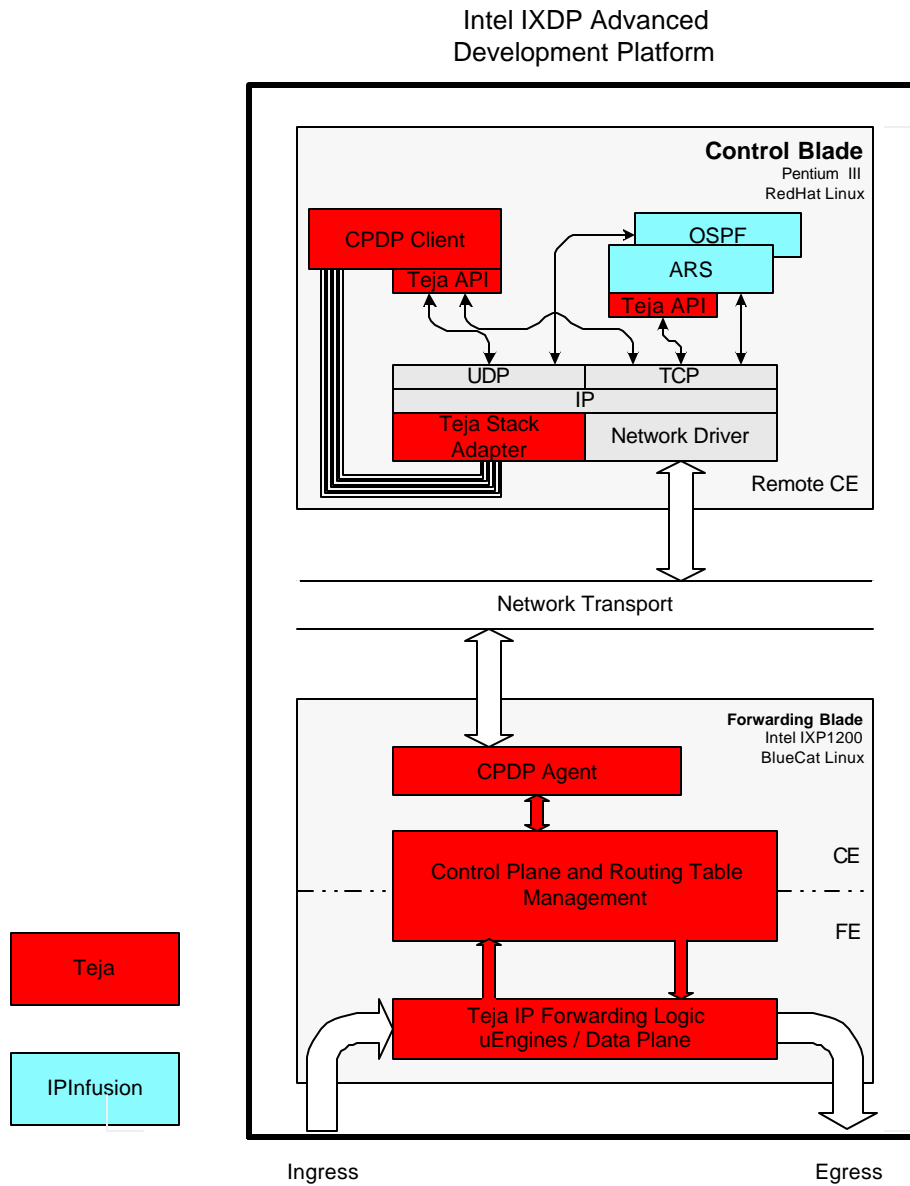 Intel IXDP Advanced
Development Platform
Control Blade
Pentium III
RedHat Linux
CPDP Client
Teja API
OSPF
ARS
Teja API
UDP
TCP
IP
Teja Stack
Adapter
Network Driver
Remote CE
Network Transport
Forwarding Blade
Intel IXP1200
BlueCat Linux
CPDP Agent
Control Plane and Routing Table
Management
CE
FE
Teja
Teja IP Forwarding Logic
uEngines / Data Plane
IPInfusion
Ingress
Egress